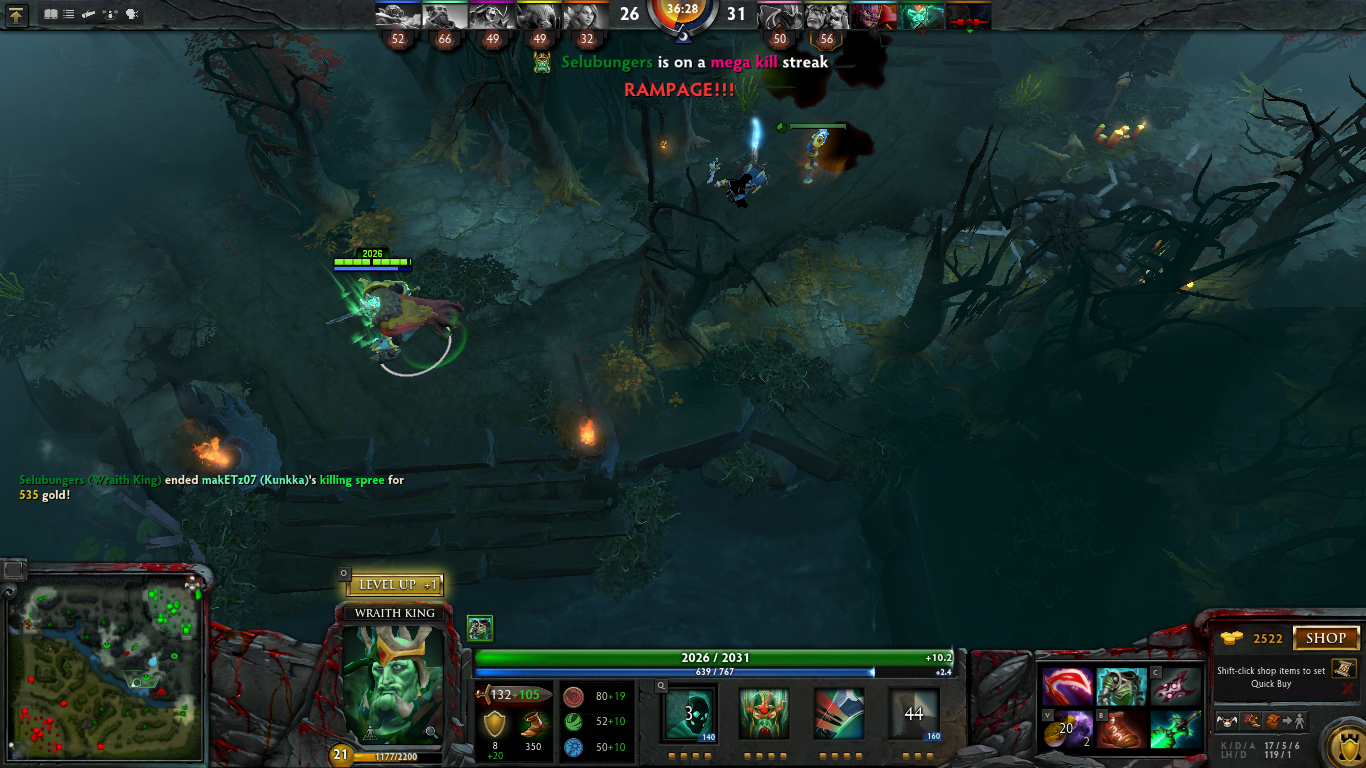 26 36:28 31
52 66 49 49 32 50 56
Selubungers is on a mega kill streak
RAMPAGE!!!
2026
Selubungers (Wraith King) ended makETz07 (Kunkka)'s killing spree for
535 gold!
O
LEVEL UP +1
WRAITH KING
2026 / 2031 +10.2
639 / 767 +2.4
132+105
8
+20
350
80+19
52+10
50+10
Q
3
140
44
160
21 1177/2200
C
V
20
2
B
2522
SHOP
Shift-click shop items to set
Quick Buy
K / D / A 17 / 5 / 6
LH / D 119 / 1